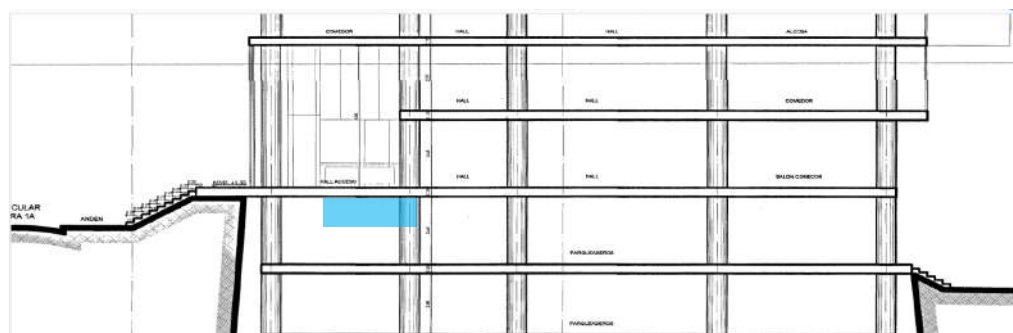 COMEDOR HALL HALL ALCOBA
HALL HALL COMEDOR
HALL ACCESO HALL HALL SALON COMEDOR
CULAR
RA 1A
ANDEN
PARQUEADEROS
PARQUEADEROS